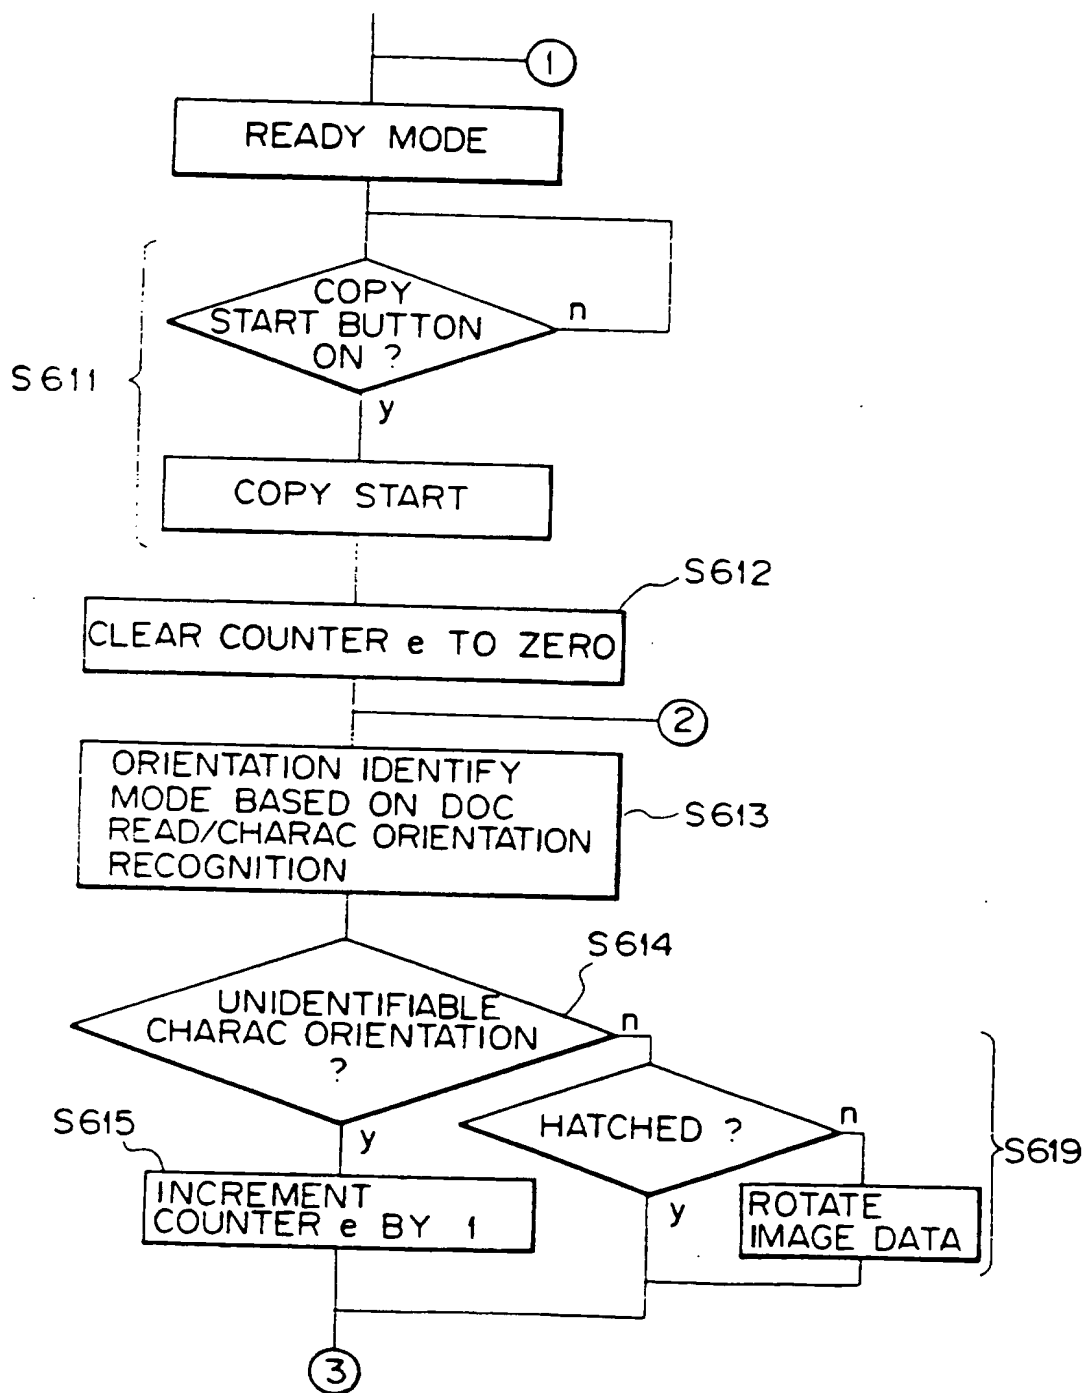 1
READY MODE
COPY
START BUTTON
ON ?
n
S611
y
COPY START
S612
CLEAR COUNTER e TO ZERO
2
ORIENTATION IDENTIFY
MODE BASED ON DOC
READ/CHARAC ORIENTATION
RECOGNITION
S613
S614
UNIDENTIFIABLE
CHARAC ORIENTATION
?
n
HATCHED ?
n
S619
S615
y
INCREMENT
COUNTER e BY 1
y
ROTATE
IMAGE DATA
3